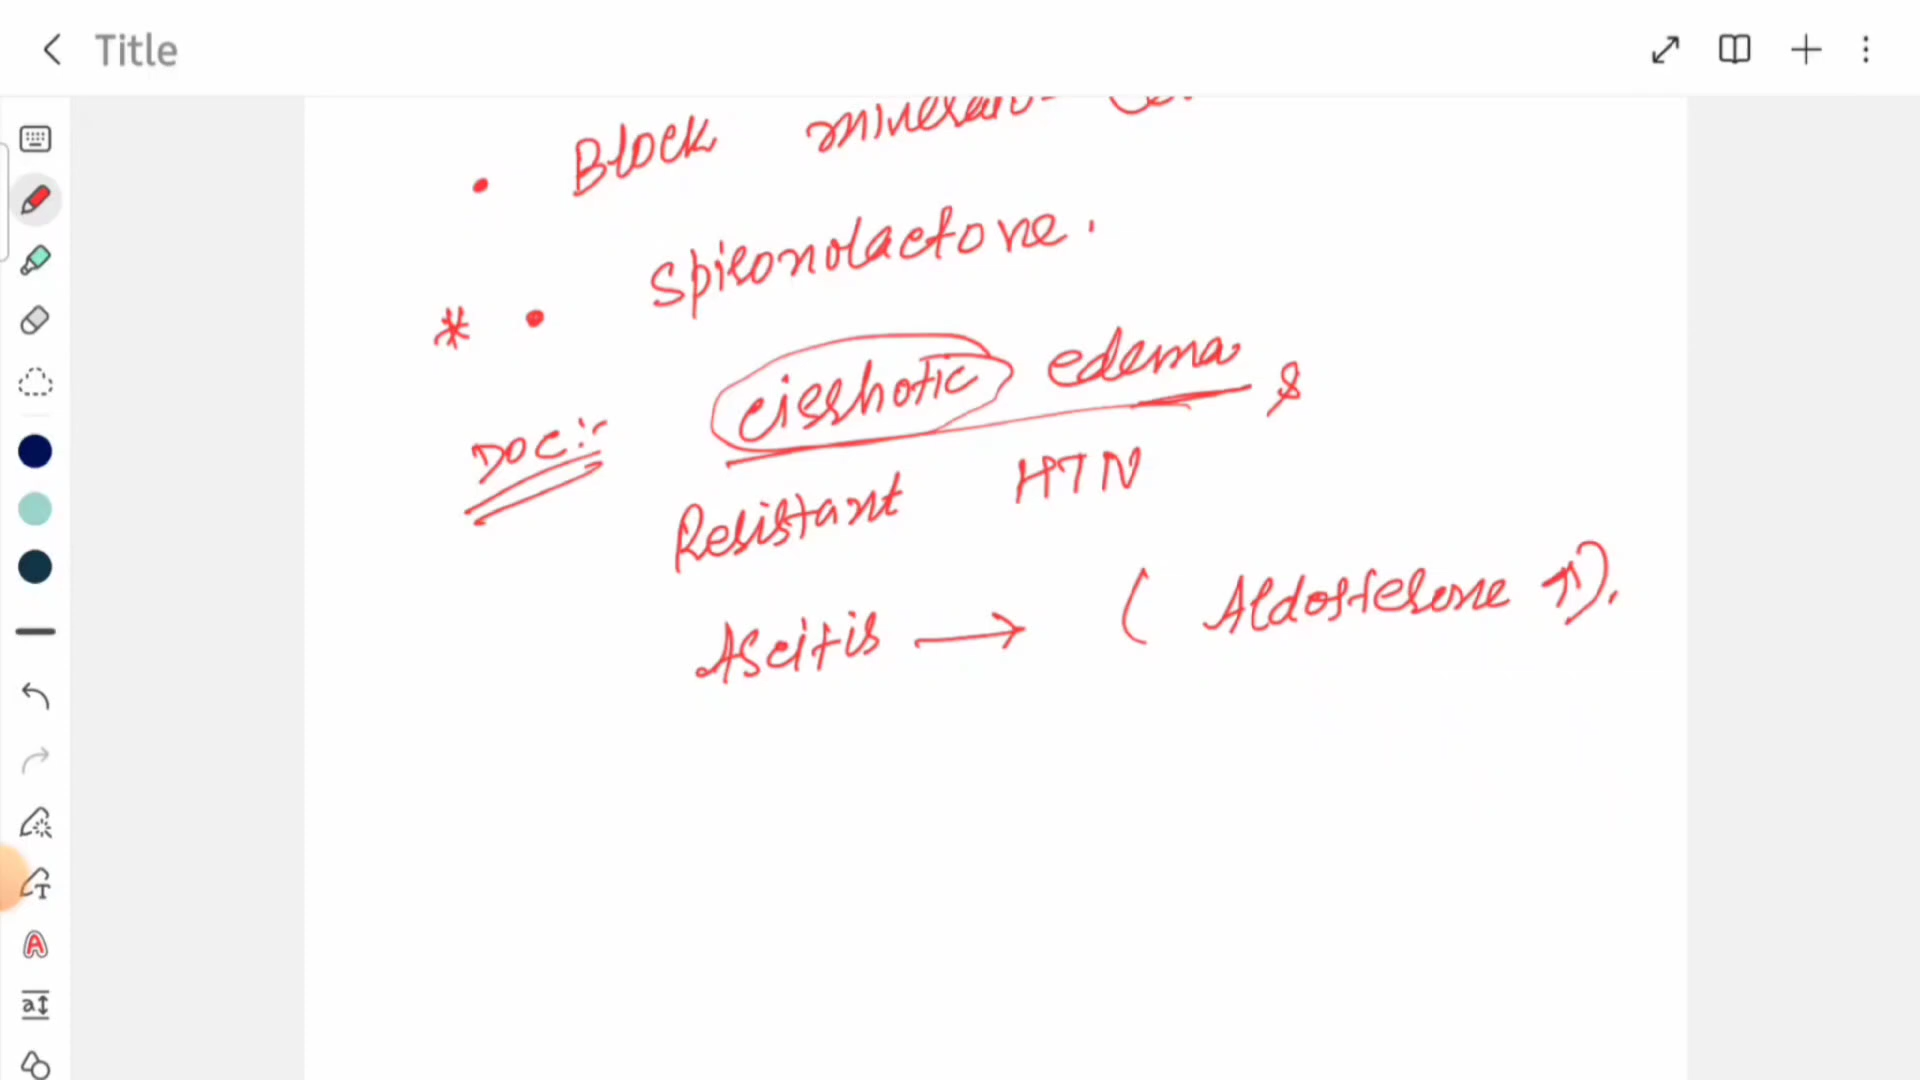 Title
• Block
* • Spironolactone.
DOC:- cirrhotic edema &
Resistant HTN
Ascitis → ( Aldosterone ↑).